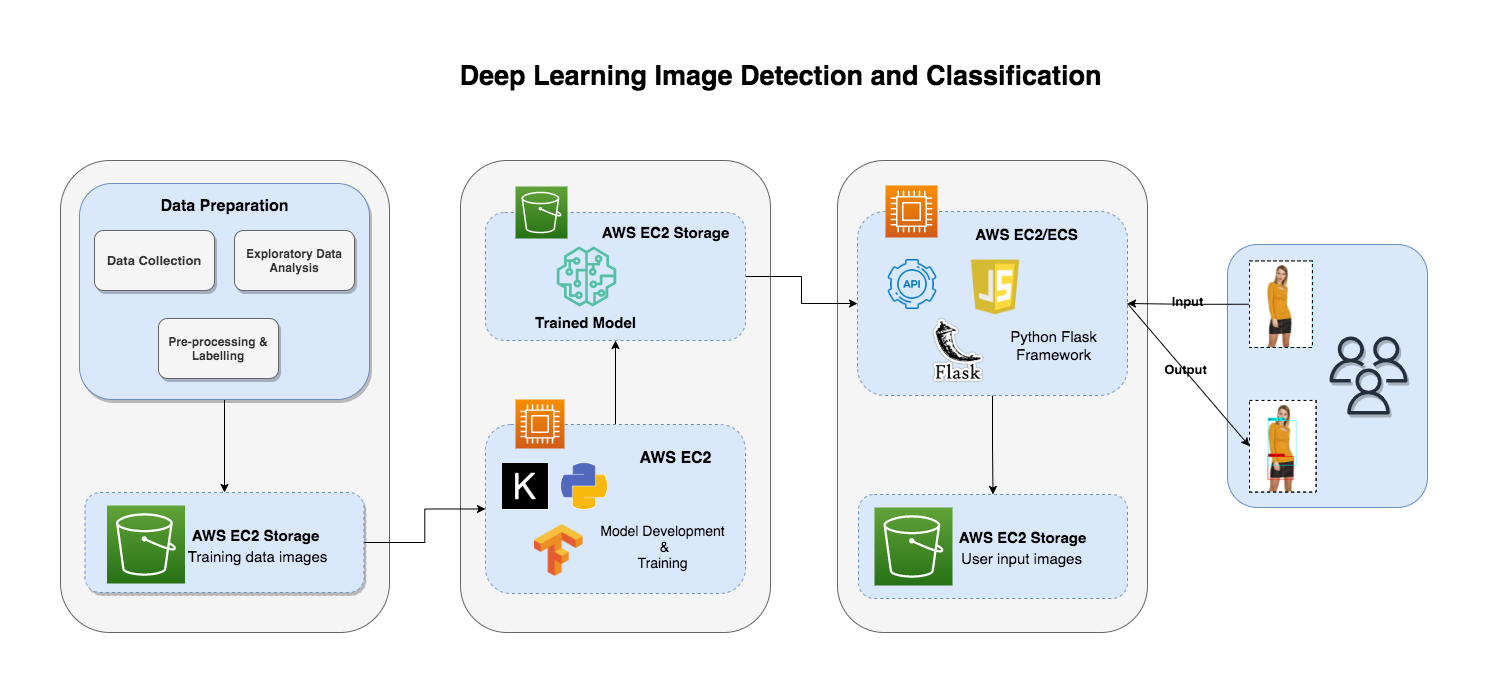 Deep Learning Image Detection and Classification
Data Preparation
Data Collection
Exploratory Data
Analysis
Pre-processing &
Labelling
AWS EC2 Storage
Training data images
AWS EC2 Storage
Trained Model
AWS EC2
K
Model Development
&
Training
AWS EC2/ECS
API
JS
Flask
Python Flask
Framework
AWS EC2 Storage
User input images
Input
Output